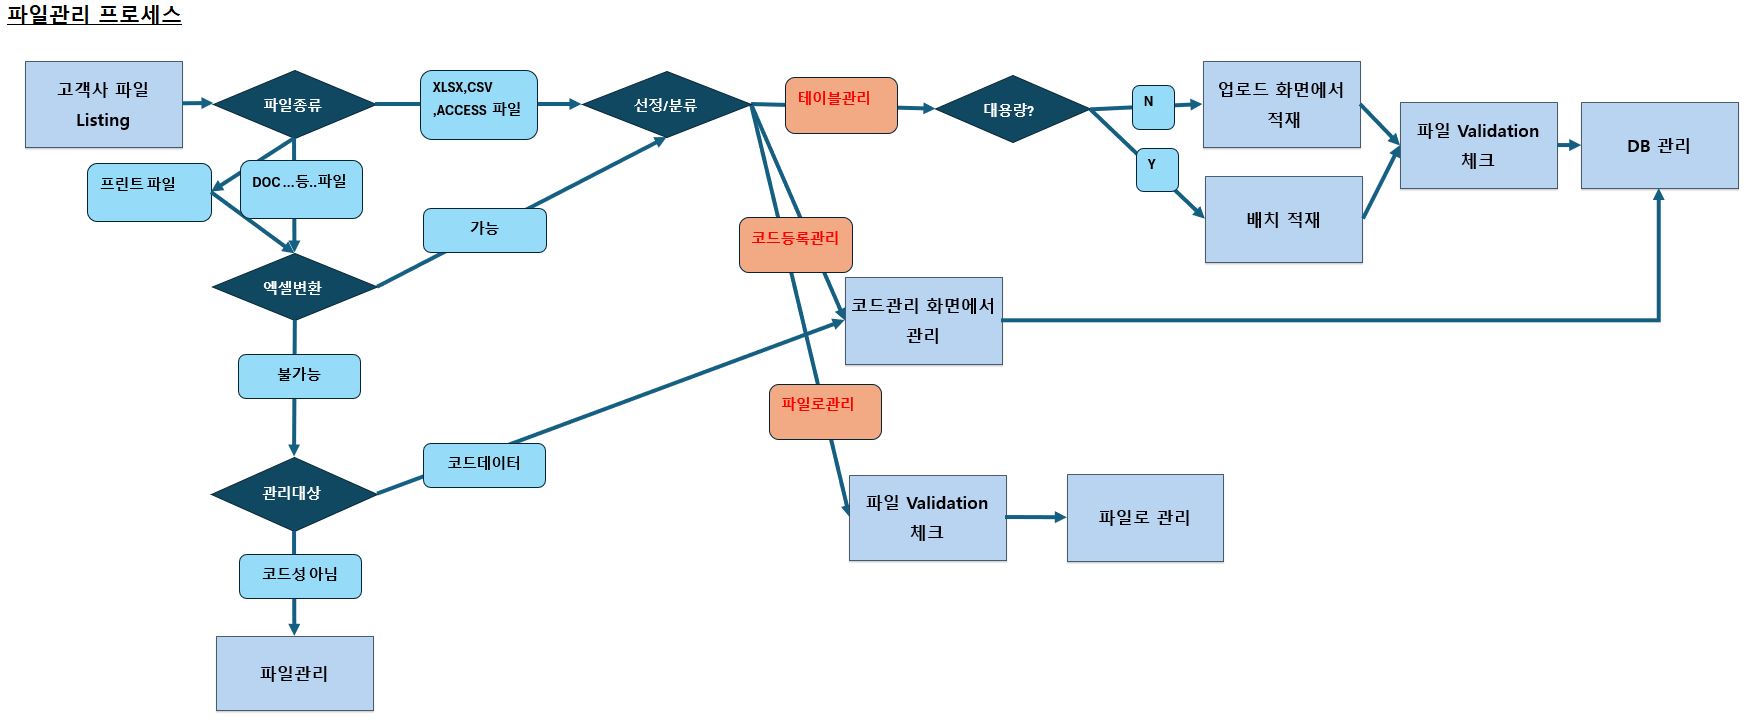 파일관리 프로세스
고객사 파일
Listing
파일종류
XLSX,CSV
,ACCESS 파일
선정/분류
테이블관리
대용량?
N
Y
업로드 화면에서
적재
배치 적재
파일 Validation
체크
DB 관리
프린트 파일
DOC ...등..파일
엑셀변환
가능
코드등록관리
코드관리 화면에서
관리
불가능
파일로관리
관리대상
코드데이터
파일 Validation
체크
파일로 관리
코드성 아님
파일관리